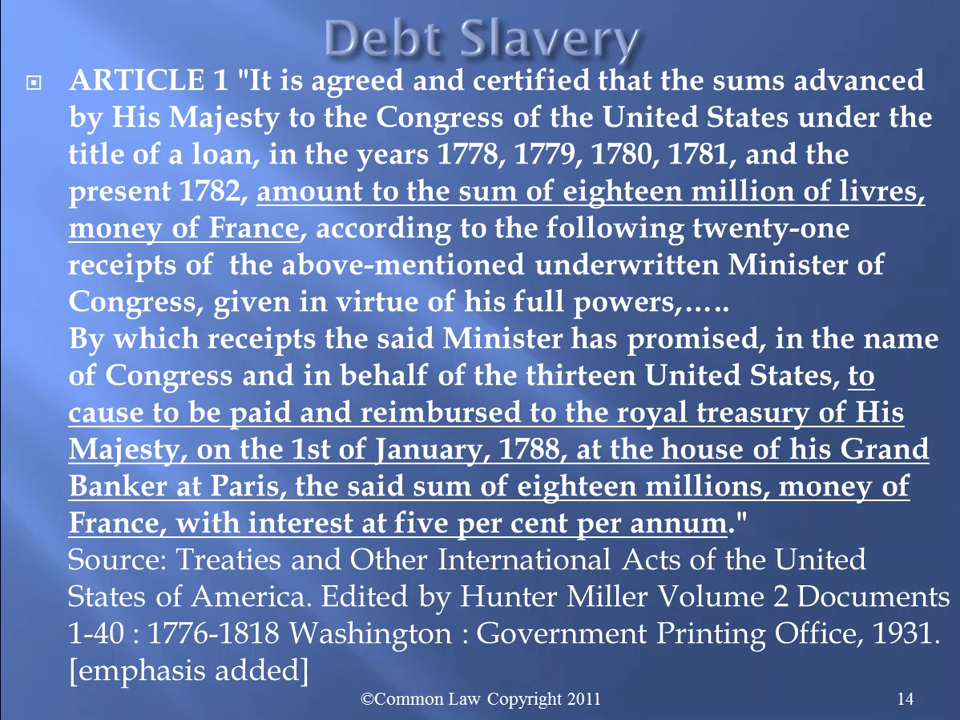 Debt Slavery
ARTICLE 1 "It is agreed and certified that the sums advanced
by His Majesty to the Congress of the United States under the
title of a loan, in the years 1778, 1779, 1780, 1781, and the
present 1782, amount to the sum of eighteen million of livres,
money of France, according to the following twenty-one
receipts of the above-mentioned underwritten Minister of
Congress, given in virtue of his full powers,…..
By which receipts the said Minister has promised, in the name
of Congress and in behalf of the thirteen United States, to
cause to be paid and reimbursed to the royal treasury of His
Majesty, on the 1st of January, 1788, at the house of his Grand
Banker at Paris, the said sum of eighteen millions, money of
France, with interest at five per cent per annum."
Source: Treaties and Other International Acts of the United
States of America. Edited by Hunter Miller Volume 2 Documents
1-40 : 1776-1818 Washington : Government Printing Office, 1931.
[emphasis added]
©Common Law Copyright 2011
14